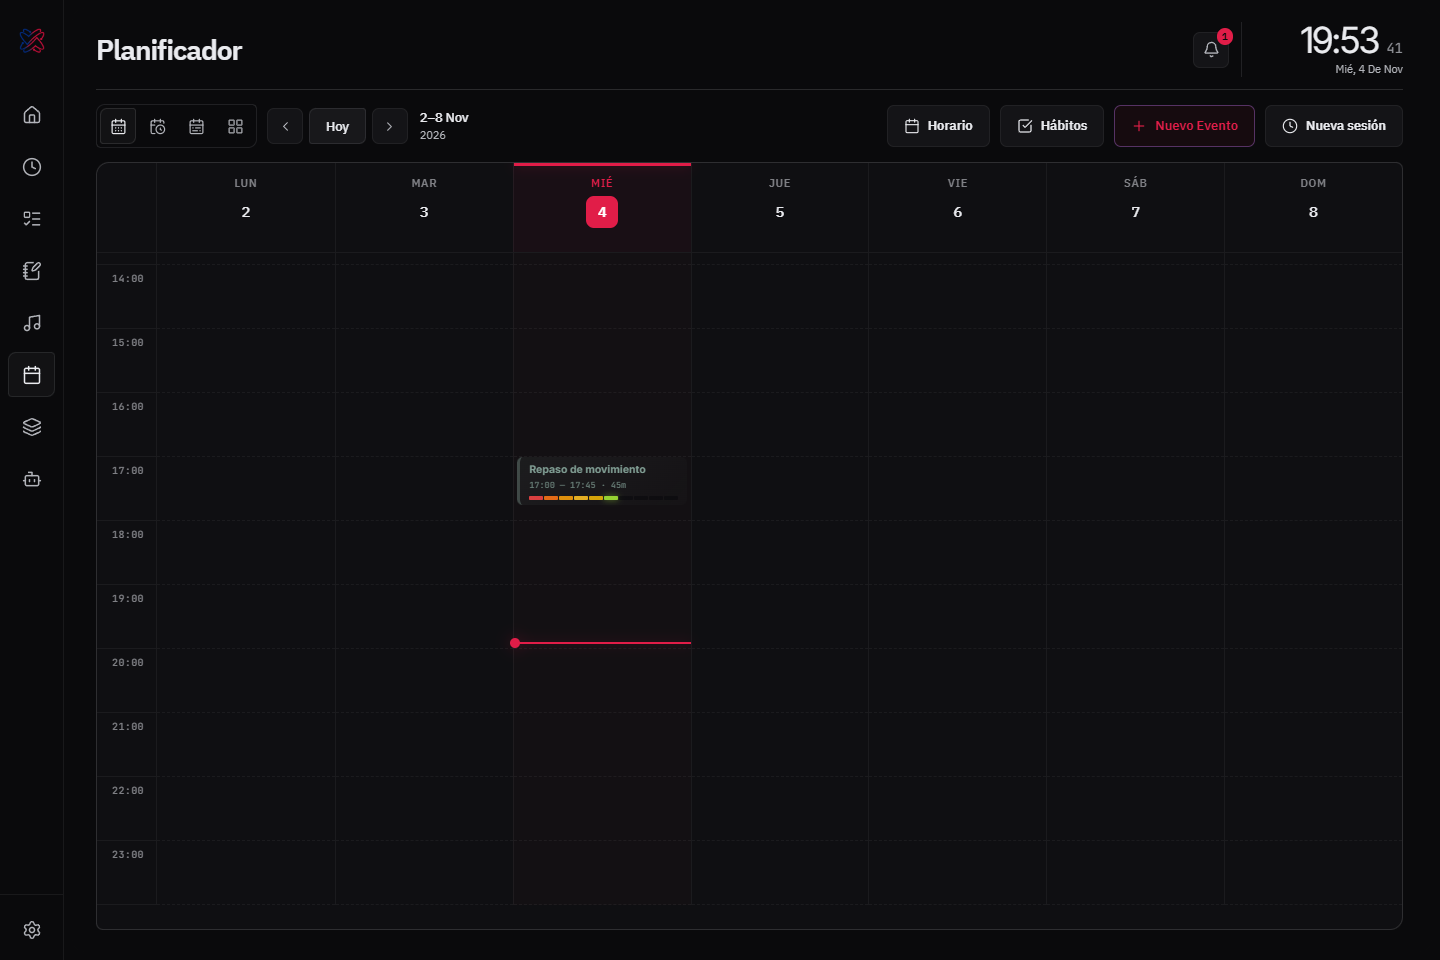 Planificador
1
19:53 41
Mié, 4 De Nov
Hoy
2–8 Nov
2026
Horario
Hábitos
Nuevo Evento
Nueva sesión
LUN
2
MAR
3
MIÉ
4
JUE
5
VIE
6
SÁB
7
DOM
8
14:00
15:00
16:00
17:00
Repaso de movimiento
17:00 – 17:45 · 45m
18:00
19:00
20:00
21:00
22:00
23:00